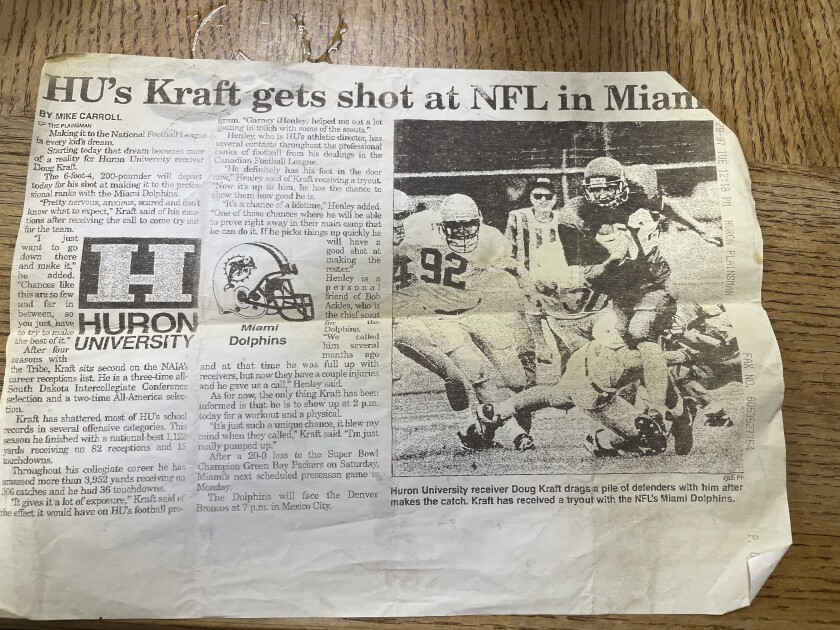 HU's Kraft gets shot at NFL in Miam
BY MIKE CARROLL
OF THE PLAINSMAN
Making it to the National Football League
is every kid's dream.
Starting today that dream becomes more
of a reality for Huron University receiver
Doug Kraft.
The 6-foot-4, 200-pounder will depart
today for his shot at making it to the profes-
sional ranks with the Miami Dolphins.
"Pretty nervous, anxious, scared and don't
know what to expect," Kraft said of his emo-
tions after receiving the call to come try out
for the team.
"I just
want to go
down there
and make it,"
he added.
"Chances like
this are so few
and far in
between, so
you just have
to try to make
the best of it."
After four
seasons with
the Tribe, Kraft sits second on the NAIA's
career receptions list. He is a three-time all-
South Dakota Intercollegiate Conference
selection and a two-time All-America selec-
tion.
Kraft has shattered most of HU's school
records in several offensive categories. This
season he finished with a national-best 1,122
yards receiving on 82 receptions and 15
touchdowns.
Throughout his collegiate career he has
amassed more than 3,952 yards receiving on
306 catches and he had 36 touchdowns.
"It gives it a lot of exposure," Kraft said of
the effect it would have on HU's football pro-
H
HURON
UNIVERSITY
gram. "Garney (Henley) helped me out a lot
getting in touch with some of the scouts."
Henley, who is HU's athletic director, has
several contacts throughout the professional
ranks of football from his dealings in the
Canadian Football League.
"He definitely has his foot in the door
now," Henley said of Kraft receiving a tryout.
"Now it's up to him, he has the chance to
show them how good he is.
"It's a chance of a lifetime," Henley added.
"One of those chances where he will be able
to prove right away in their main camp that
he can do it. If he picks things up quickly he
will have a
good shot at
making the
roster."
Henley is a
personal
friend of Bob
Ackles, who is
the chief scout
for the
Dolphins.
"We called
him several
months ago
and at that time he was full up with
receivers, but now they have a couple injuries
and he gave us a call," Henley said.
As for now, the only thing Kraft has been
informed is that he is to show up at 2 p.m.
today for a workout and a physical.
"It's just such a unique chance, it blew my
mind when they called," Kraft said. "I'm just
really pumped up."
After a 20-0 loss to the Super Bowl
Champion Green Bay Packers on Saturday,
Miami's next scheduled preseason game is
Monday.
The Dolphins will face the Denver
Broncos at 7 p.m. in Mexico City.
Miami
Dolphins
92
Huron University receiver Doug Kraft drags a pile of defenders with him after
makes the catch. Kraft has received a tryout with the NFL's Miami Dolphins.
97 TUE 12:18 PM HURON PLAINSMAN
FAX NO. 6053527754
P.